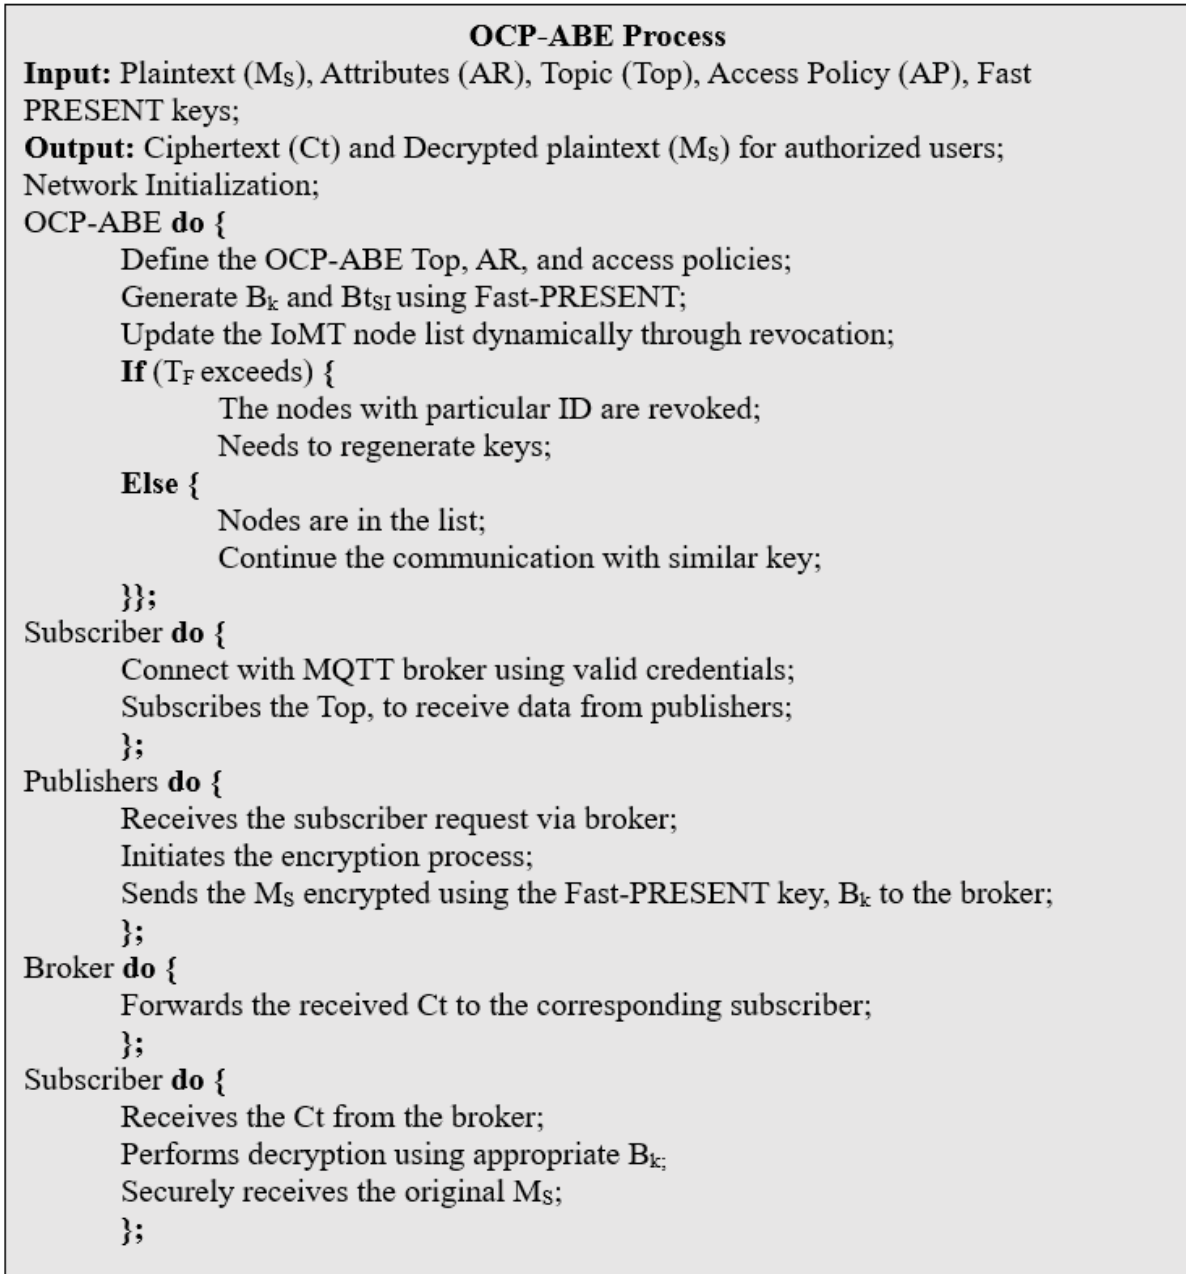 OCP-ABE Process
Input: Plaintext (MS), Attributes (AR), Topic (Top), Access Policy (AP), Fast
PRESENT keys;
Output: Ciphertext (Ct) and Decrypted plaintext (MS) for authorized users;
Network Initialization;
OCP-ABE do {
Define the OCP-ABE Top, AR, and access policies;
Generate Bk and BtSI using Fast-PRESENT;
Update the IoMT node list dynamically through revocation;
If (TF exceeds) {
The nodes with particular ID are revoked;
Needs to regenerate keys;
Else {
Nodes are in the list;
Continue the communication with similar key;
}};
Subscriber do {
Connect with MQTT broker using valid credentials;
Subscribes the Top, to receive data from publishers;
};
Publishers do {
Receives the subscriber request via broker;
Initiates the encryption process;
Sends the MS encrypted using the Fast-PRESENT key, Bk to the broker;
};
Broker do {
Forwards the received Ct to the corresponding subscriber;
};
Subscriber do {
Receives the Ct from the broker;
Performs decryption using appropriate Bk;
Securely receives the original MS;
};